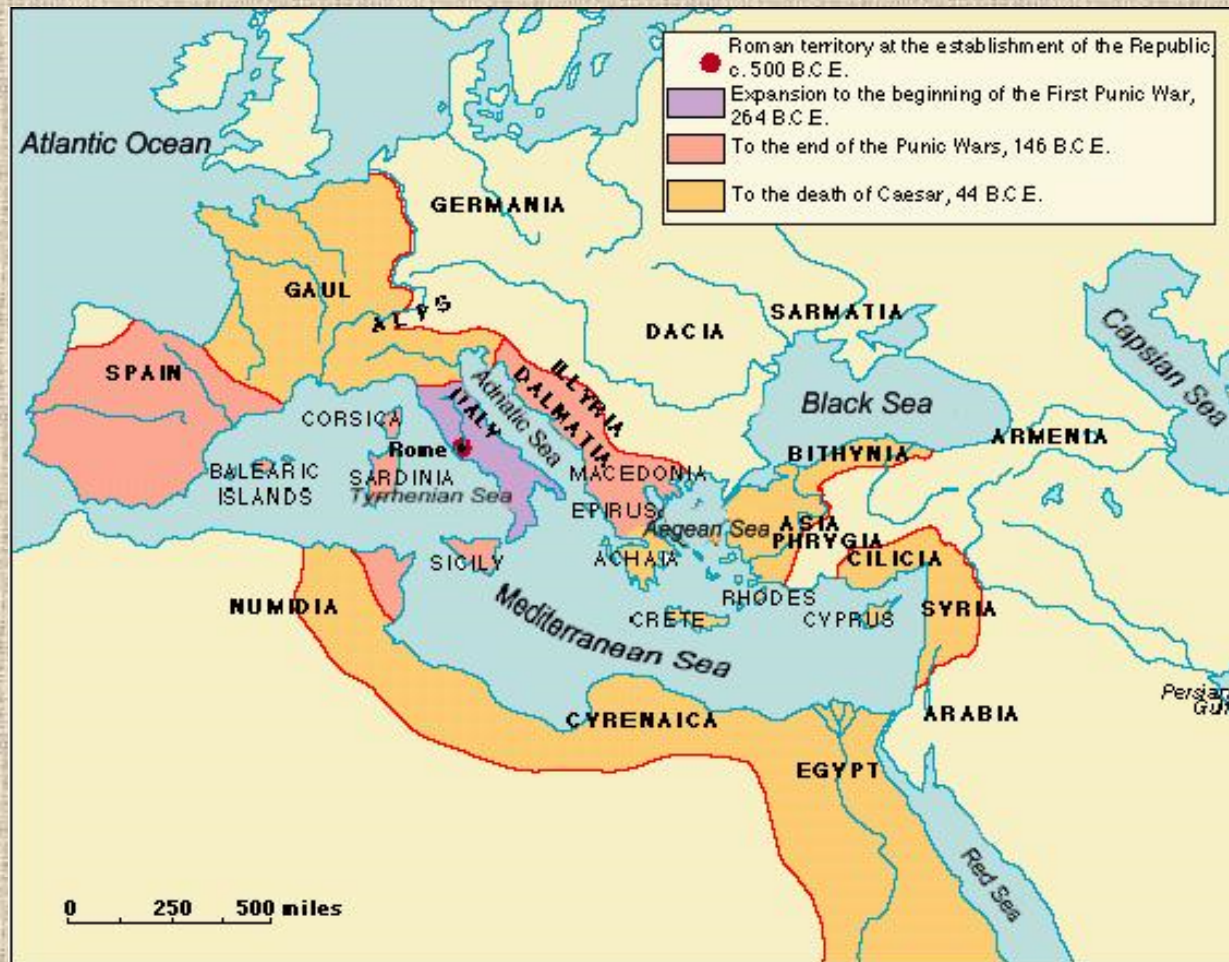 Roman territory at the establishment of the Republic,
c. 500 B.C.E.
Expansion to the beginning of the First Punic War,
264 B.C.E.
To the end of the Punic Wars, 146 B.C.E.
To the death of Caesar, 44 B.C.E.
Atlantic Ocean
GERMANIA
GAUL
ALPS
SARMATIA
DACIA
Capsian Sea
SPAIN
ILLYRIA
DALMATIA
Adriatic Sea
ITALY
Black Sea
CORSICA
ARMENIA
Rome
BITHYNIA
BALEARIC
ISLANDS
SARDINIA
Tyrrhenian Sea
MACEDONIA
EPIRUS
Aegean Sea
ASIA
PHRYGIA
SICILY
ACHAIA
CILICIA
NUMIDIA
Mediterranean Sea
RHODES
CRETE
CYPRUS
SYRIA
Persian
Gulf
CYRENAICA
ARABIA
EGYPT
Red Sea
0 250 500 miles